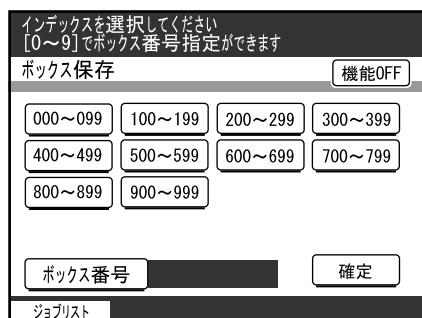 インデックスを選択してください
[0～9]でボックス番号指定ができます
ボックス保存
機能OFF
000～099 100～199 200～299 300～399
400～499 500～599 600～699 700～799
800～899 900～999
ボックス番号 確定
ジョブリスト